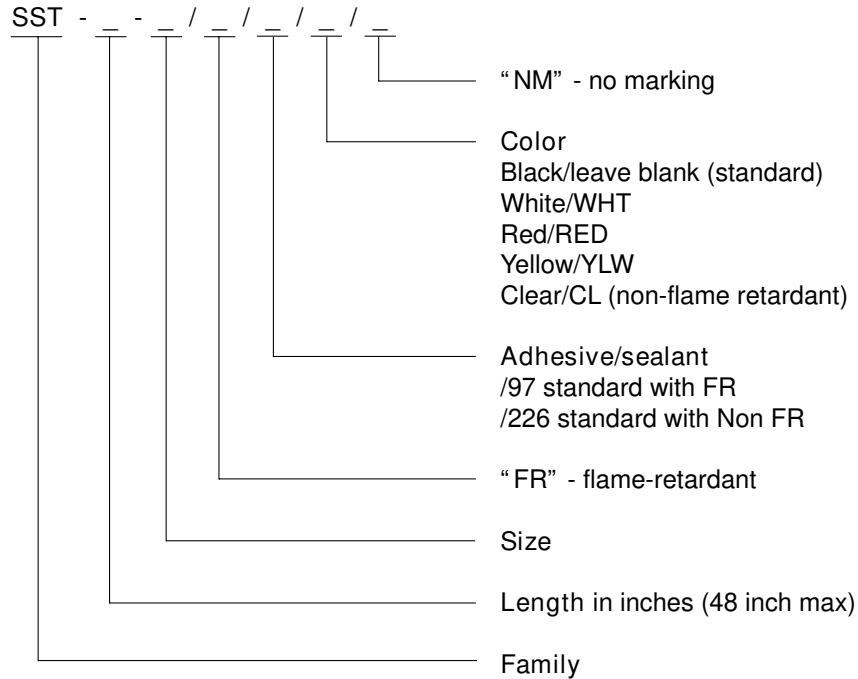 SST - _ - _ / _ / _ / _ / _
“NM” - no marking
Color
Black/leave blank (standard)
White/WHT
Red/RED
Yellow/YLW
Clear/CL (non-flame retardant)
Adhesive/sealant
/97 standard with FR
/226 standard with Non FR
“FR” - flame-retardant
Size
Length in inches (48 inch max)
Family